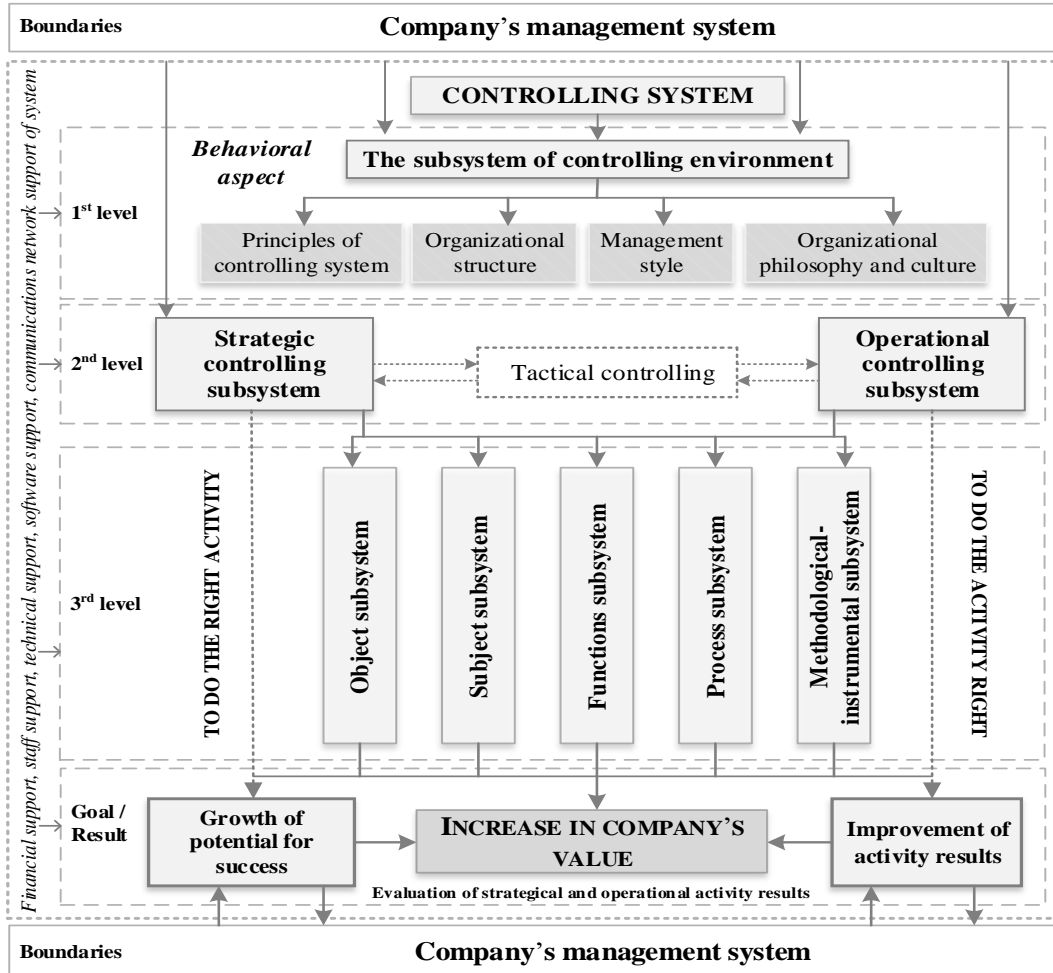 Boundaries
Company's management system
Financial support, staff support, technical support, software support, communications network support of system
CONTROLLING SYSTEM
Behavioral
aspect
The subsystem of controlling environment
1st level
Principles of
controlling system
Organizational
structure
Management
style
Organizational
philosophy and culture
2nd level
Strategic
controlling
subsystem
Tactical controlling
Operational
controlling
subsystem
3rd level
TO DO THE RIGHT ACTIVITY
Object subsystem
Subject subsystem
Functions subsystem
Process subsystem
Methodological-
instrumental subsystem
TO DO THE ACTIVITY RIGHT
Goal /
Result
Growth of
potential for
success
INCREASE IN COMPANY'S
VALUE
Improvement of
activity results
Evaluation of strategical and operational activity results
Boundaries
Company's management system